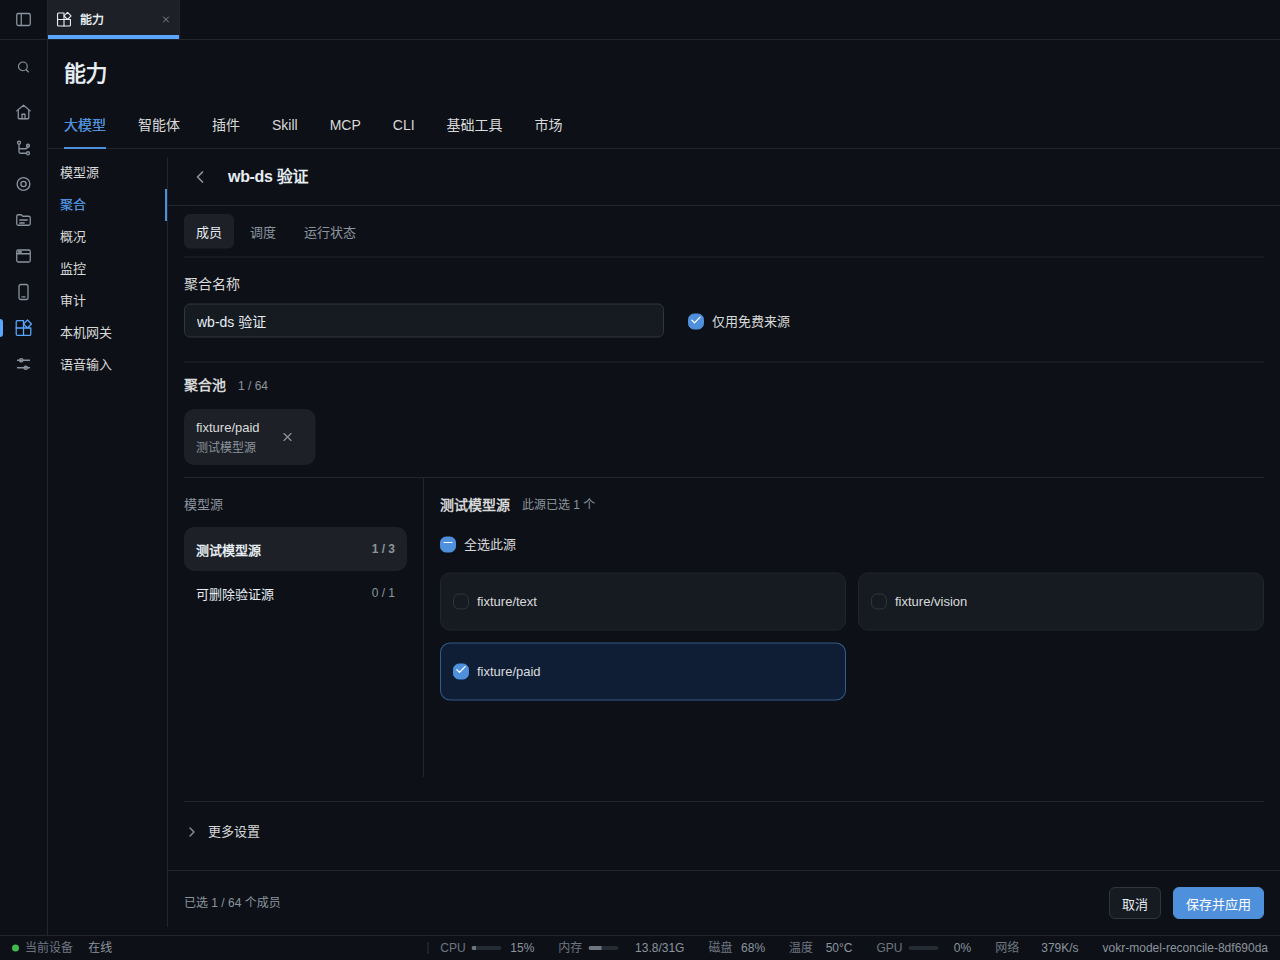 能力
能力
大模型 智能体 插件 Skill MCP CLI 基础工具 市场
模型源
聚合
概况
监控
审计
本机网关
语音输入
wb-ds 验证
成员 调度 运行状态
聚合名称
wb-ds 验证
仅用免费来源
聚合池 1 / 64
fixture/paid
测试模型源
模型源
测试模型源 1 / 3
可删除验证源 0 / 1
测试模型源 此源已选 1 个
全选此源
fixture/text
fixture/vision
fixture/paid
更多设置
已选 1 / 64 个成员
取消 保存并应用
当前设备 在线 CPU 15% 内存 13.8/31G 磁盘 68% 温度 50°C GPU 0% 网络 379K/s vokr-model-reconcile-8df690da